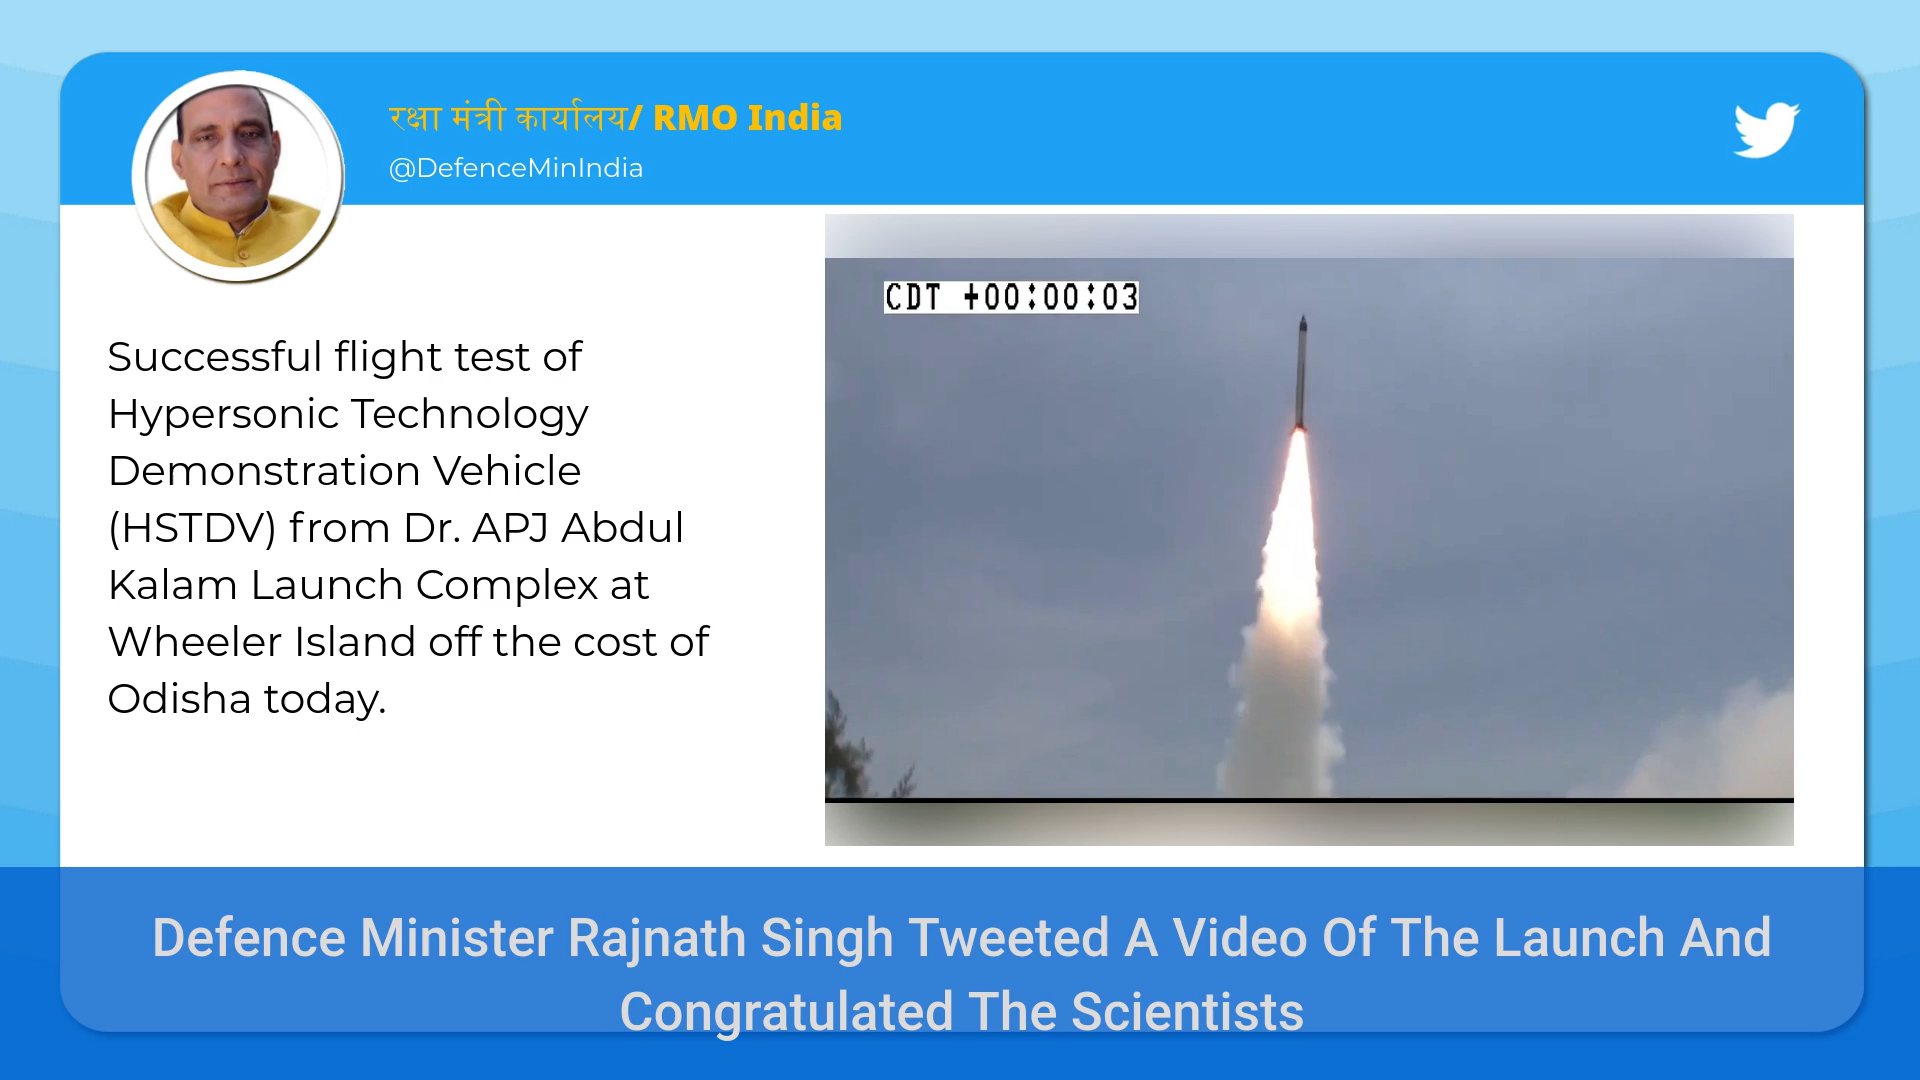 रक्षा मंत्री कार्यालय/ RMO India
@DefenceMinIndia
CDT +00:00:03
Successful flight test of
Hypersonic Technology
Demonstration Vehicle
(HSTDV) from Dr. APJ Abdul
Kalam Launch Complex at
Wheeler Island off the cost of
Odisha today.
Defence Minister Rajnath Singh Tweeted A Video Of The Launch And
Congratulated The Scientists